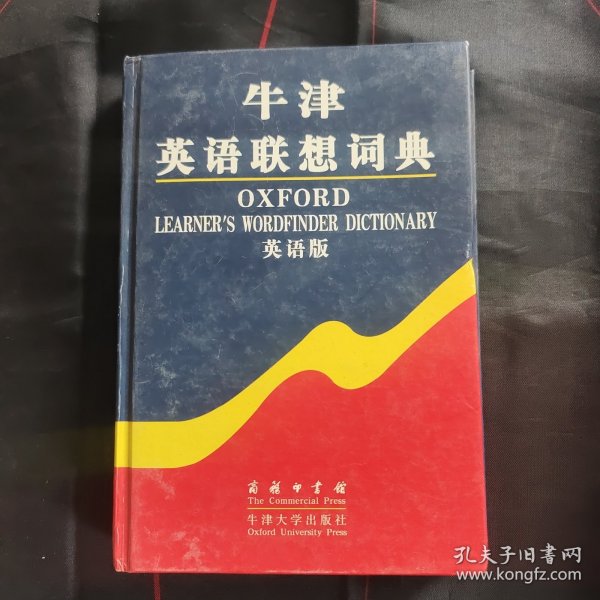 牛津
英语联想词典
OXFORD
LEARNER'S WORDFINDER DICTIONARY
英语版
商務印書館
The Commercial Press
牛津大学出版社
Oxford University Press
孔夫子旧书网
www.kongfz.com